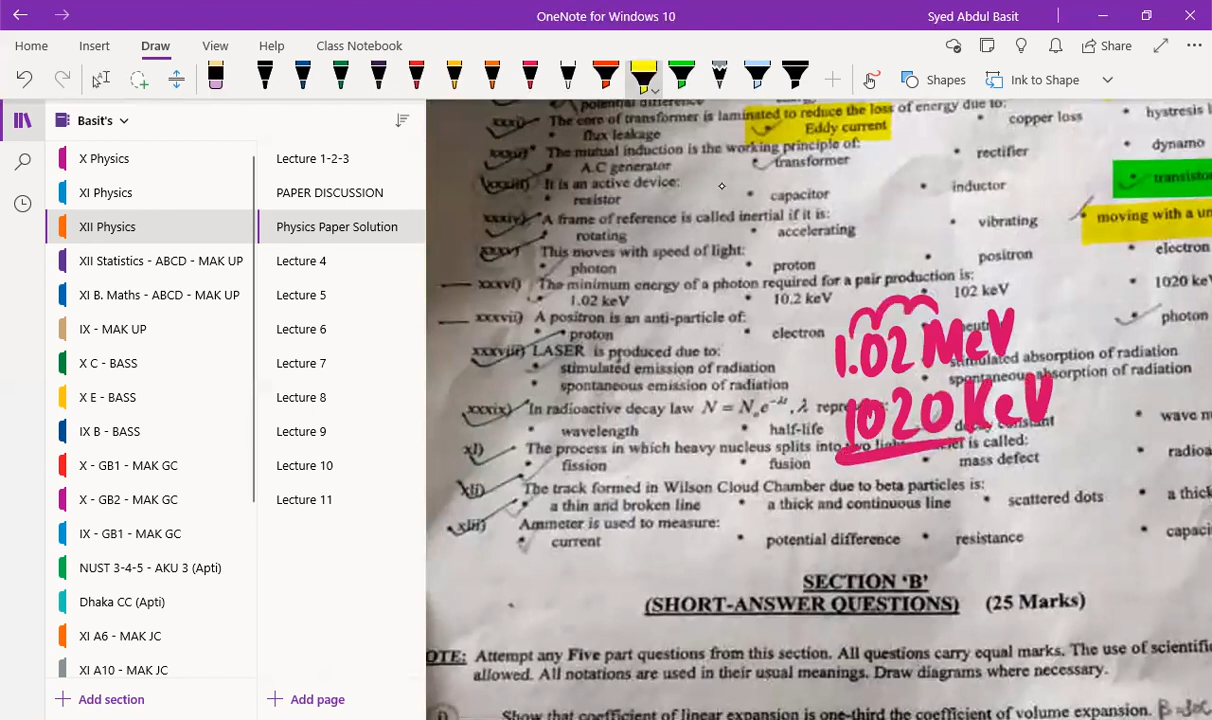 OneNote for Windows 10
Syed Abdul Basit
Home Insert Draw View Help Class Notebook
Share
Shapes Ink to Shape
Basit's
X Physics
XI Physics
XII Physics
XII Statistics - ABCD - MAK UP
XI B. Maths - ABCD - MAK UP
IX - MAK UP
X C - BASS
X E - BASS
IX B - BASS
X - GB1 - MAK GC
X - GB2 - MAK GC
IX - GB1 - MAK GC
NUST 3-4-5 - AKU 3 (Apti)
Dhaka CC (Apti)
XI A6 - MAK JC
XI A10 - MAK JC
Add section
Lecture 1-2-3
PAPER DISCUSSION
Physics Paper Solution
Lecture 4
Lecture 5
Lecture 6
Lecture 7
Lecture 8
Lecture 9
Lecture 10
Lecture 11
Add page
potential difference
xxxi) The core of transformer is laminated to reduce the loss of energy due to:
flux leakage • Eddy current • copper loss • hystresis
xxxii) The mutual induction is the working principle of:
A.C generator • transformer • rectifier • dynamo
xxxiii) It is an active device:
resistor • capacitor • inductor • transistor
xxxiv) A frame of reference is called inertial if it is:
rotating • accelerating • vibrating • moving with a
xxxv) This moves with speed of light:
photon • proton • positron • electron
xxxvi) The minimum energy of a photon required for a pair production is:
1.02 keV • 10.2 keV • 102 keV • 1020
xxxvii) A positron is an anti-particle of:
proton • electron • photon
1.02 MeV
xxxviii) LASER is produced due to:
stimulated emission of radiation • stimulated absorption of radiation
spontaneous emission of radiation • spontaneous absorption of radiation
1020 KeV
xxxix) In radioactive decay law N = N₀e^-λt, λ
wavelength • half-life • constant • wave
xl) The process in which heavy nucleus splits into two is called:
fission • fusion • mass defect
xli) The track formed in Wilson Cloud Chamber due to beta particles is:
a thin and broken line • a thick and continuous line • scattered dots • a thick
xlii) Ammeter is used to measure:
current • potential difference • resistance
SECTION 'B'
(SHORT-ANSWER QUESTIONS) (25 Marks)
NOTE: Attempt any Five part questions from this section. All questions carry equal marks. The use of
allowed. All notations are used in their usual meanings. Draw diagrams where necessary.
i) Show that coefficient of linear expansion is one-third the coefficient of volume expansion.